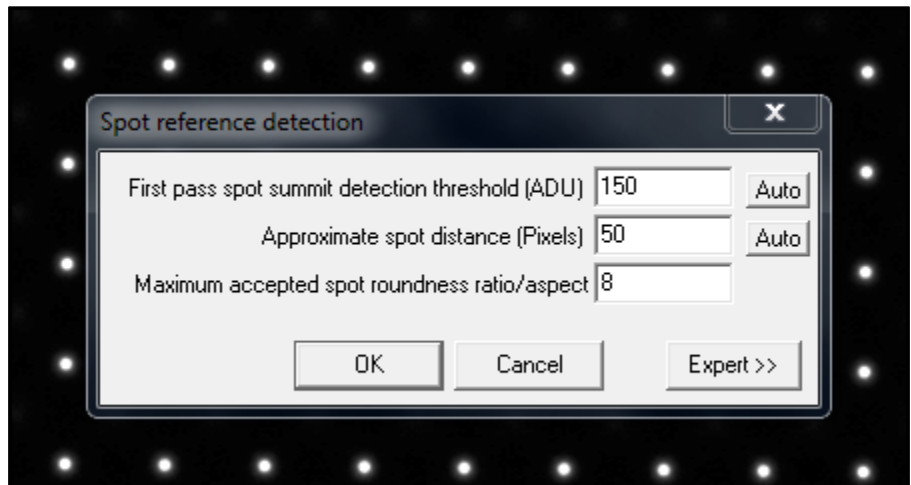 Spot reference detection x
First pass spot summit detection threshold (ADU) 150 Auto
Approximate spot distance (Pixels) 50 Auto
Maximum accepted spot roundness ratio/aspect 8
OK Cancel Expert >>